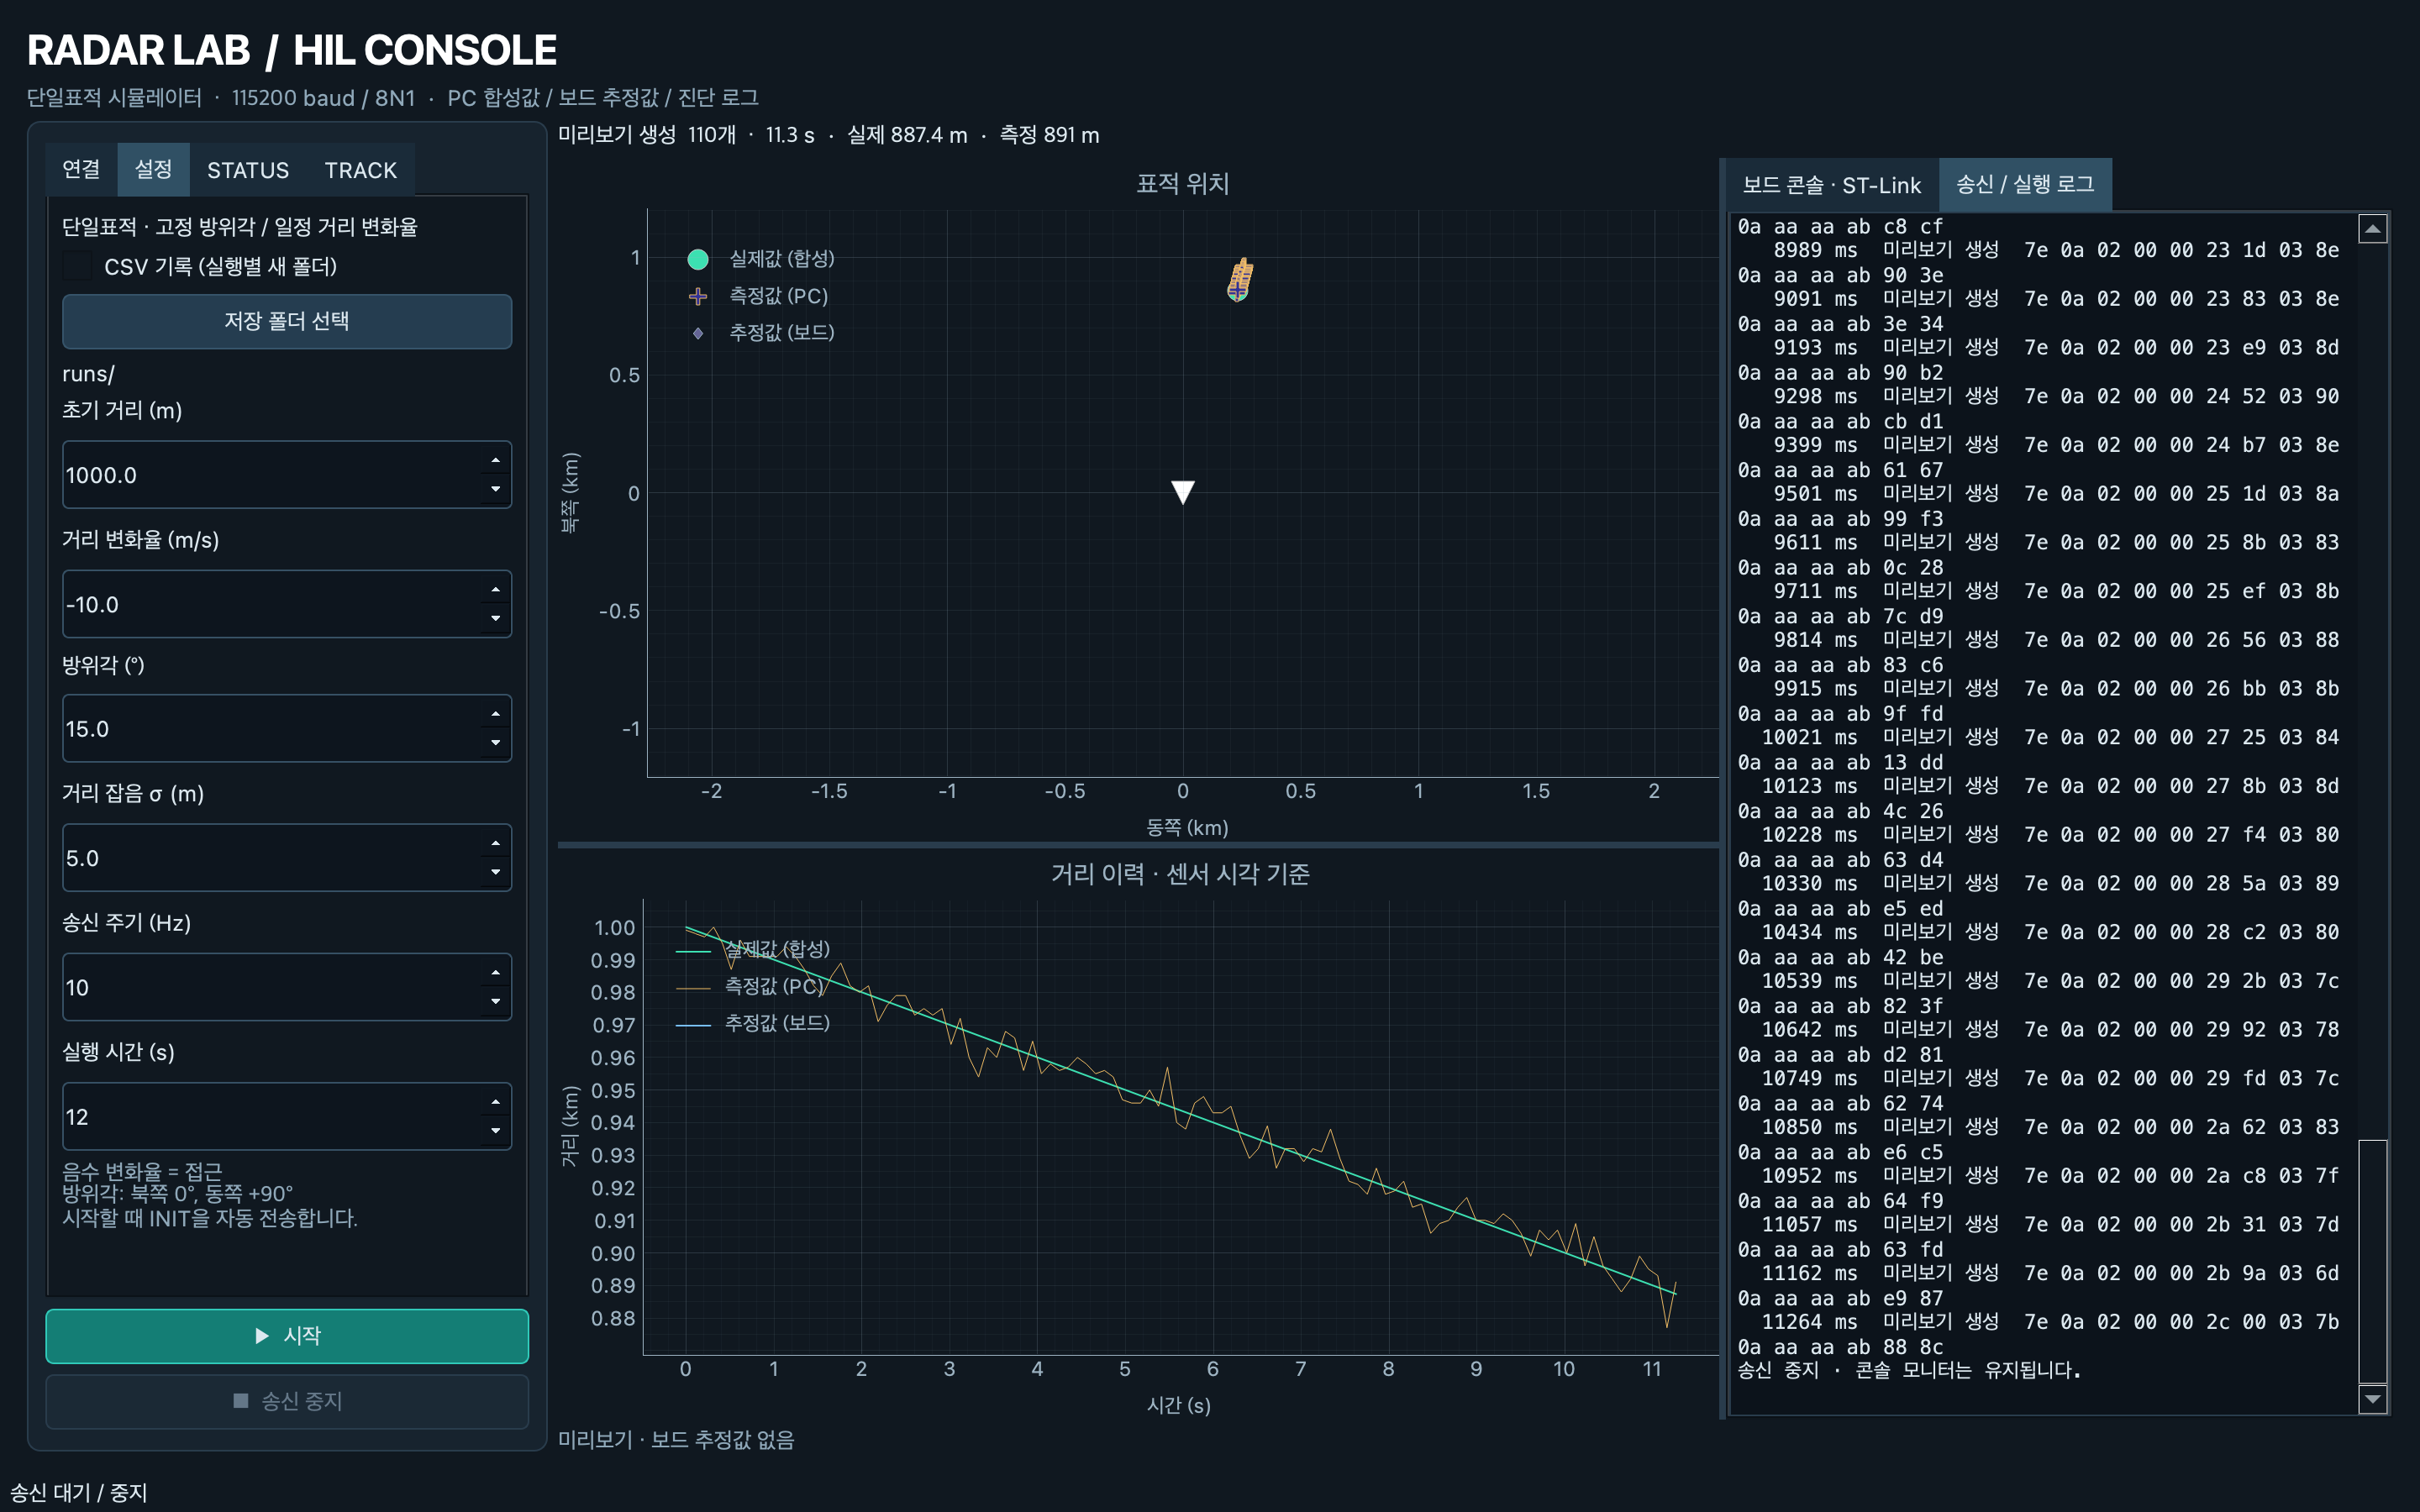 RADAR LAB / HIL CONSOLE
단일표적 시뮬레이터 · 115200 baud / 8N1 · PC 합성값 / 보드 추정값 / 진단 로그
연결 설정 STATUS TRACK
단일표적 · 고정 방위각 / 일정 거리 변화율
CSV 기록 (실행별 새 폴더)
저장 폴더 선택
runs/
초기 거리 (m)
1000.0
거리 변화율 (m/s)
-10.0
방위각 (°)
15.0
거리 잡음 σ (m)
5.0
송신 주기 (Hz)
10
실행 시간 (s)
12
음수 변화율 = 접근
방위각: 북쪽 0°, 동쪽 +90°
시작할 때 INIT을 자동 전송합니다.
▶ 시작
■ 송신 중지
미리보기 생성 110개 · 11.3 s · 실제 887.4 m · 측정 891 m
표적 위치
실제값 (합성)
측정값 (PC)
추정값 (보드)
북쪽 (km)
1
0.5
0
-0.5
-1
-2 -1.5 -1 -0.5 0 0.5 1 1.5 2
동쪽 (km)
거리 이력 · 센서 시각 기준
실제값 (합성)
측정값 (PC)
추정값 (보드)
거리 (km)
1.00
0.99
0.98
0.97
0.96
0.95
0.94
0.93
0.92
0.91
0.90
0.89
0.88
0 1 2 3 4 5 6 7 8 9 10 11
시간 (s)
미리보기 · 보드 추정값 없음
보드 콘솔 · ST-Link 송신 / 실행 로그
0a aa aa ab c8 cf
8989 ms 미리보기 생성 7e 0a 02 00 00 23 1d 03 8e
0a aa aa ab 90 3e
9091 ms 미리보기 생성 7e 0a 02 00 00 23 83 03 8e
0a aa aa ab 3e 34
9193 ms 미리보기 생성 7e 0a 02 00 00 23 e9 03 8d
0a aa aa ab 90 b2
9298 ms 미리보기 생성 7e 0a 02 00 00 24 52 03 90
0a aa aa ab cb d1
9399 ms 미리보기 생성 7e 0a 02 00 00 24 b7 03 8e
0a aa aa ab 61 67
9501 ms 미리보기 생성 7e 0a 02 00 00 25 1d 03 8a
0a aa aa ab 99 f3
9611 ms 미리보기 생성 7e 0a 02 00 00 25 8b 03 83
0a aa aa ab 0c 28
9711 ms 미리보기 생성 7e 0a 02 00 00 25 ef 03 8b
0a aa aa ab 7c d9
9814 ms 미리보기 생성 7e 0a 02 00 00 26 56 03 88
0a aa aa ab 83 c6
9915 ms 미리보기 생성 7e 0a 02 00 00 26 bb 03 8b
0a aa aa ab 9f fd
10021 ms 미리보기 생성 7e 0a 02 00 00 27 25 03 84
0a aa aa ab 13 dd
10123 ms 미리보기 생성 7e 0a 02 00 00 27 8b 03 8d
0a aa aa ab 4c 26
10228 ms 미리보기 생성 7e 0a 02 00 00 27 f4 03 80
0a aa aa ab 63 d4
10330 ms 미리보기 생성 7e 0a 02 00 00 28 5a 03 89
0a aa aa ab e5 ed
10434 ms 미리보기 생성 7e 0a 02 00 00 28 c2 03 80
0a aa aa ab 42 be
10539 ms 미리보기 생성 7e 0a 02 00 00 29 2b 03 7c
0a aa aa ab 82 3f
10642 ms 미리보기 생성 7e 0a 02 00 00 29 92 03 78
0a aa aa ab d2 81
10749 ms 미리보기 생성 7e 0a 02 00 00 29 fd 03 7c
0a aa aa ab 62 74
10850 ms 미리보기 생성 7e 0a 02 00 00 2a 62 03 83
0a aa aa ab e6 c5
10952 ms 미리보기 생성 7e 0a 02 00 00 2a c8 03 7f
0a aa aa ab 64 f9
11057 ms 미리보기 생성 7e 0a 02 00 00 2b 31 03 7d
0a aa aa ab 63 fd
11162 ms 미리보기 생성 7e 0a 02 00 00 2b 9a 03 6d
0a aa aa ab e9 87
11264 ms 미리보기 생성 7e 0a 02 00 00 2c 00 03 7b
0a aa aa ab 88 8c
송신 중지 · 콘솔 모니터는 유지됩니다.
송신 대기 / 중지